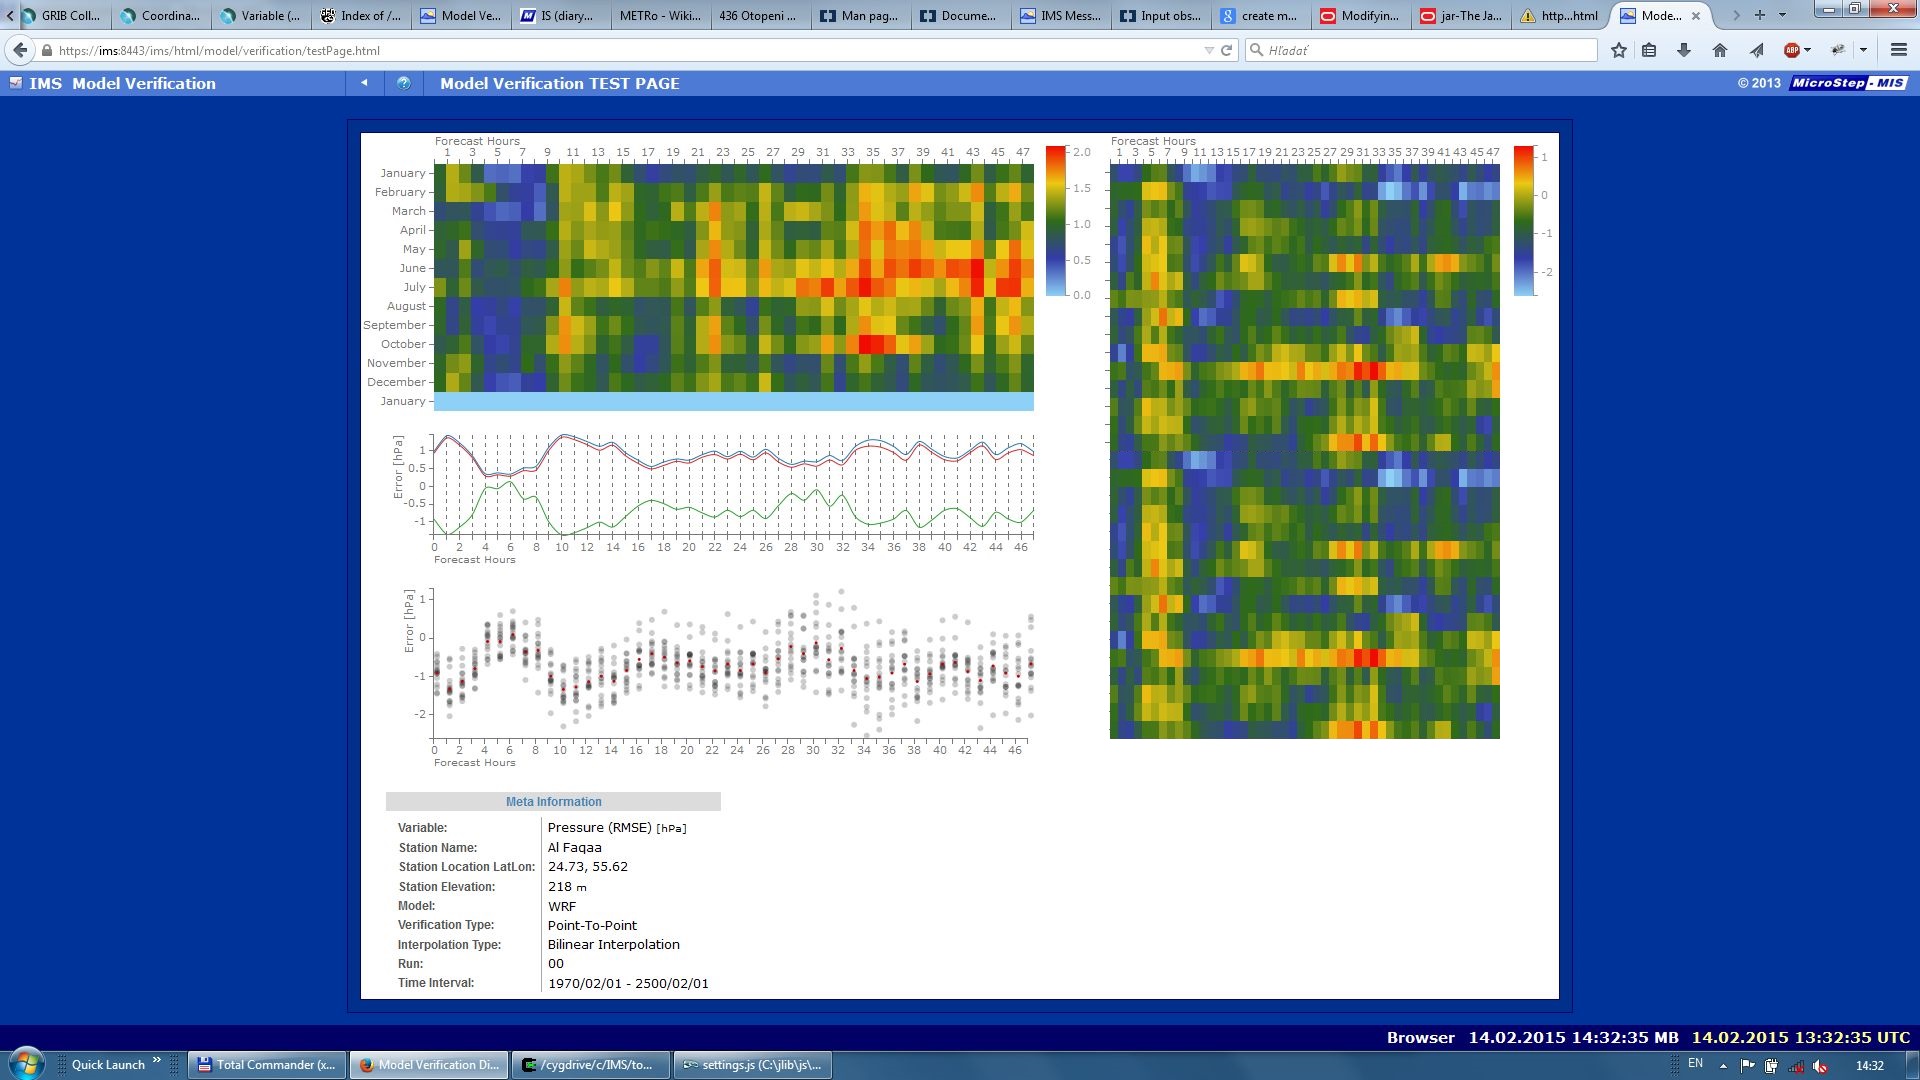 GRIB Coll...
Coordina...
Variable (...
Index of /...
Model Ve...
IS (diary...
METRo - Wiki...
436 Otopeni ...
Man pag...
Docume...
IMS Mess...
Input obs...
create m...
Modifyin...
jar-The Ja...
http...html
Mode...
https://ims:8443/ims/html/model/verification/testPage.html
Hľadať
ABP
IMS Model Verification
Model Verification TEST PAGE
© 2013 MicroStep-MIS
Forecast Hours
1 3 5 7 9 11 13 15 17 19 21 23 25 27 29 31 33 35 37 39 41 43 45 47
January
February
March
April
May
June
July
August
September
October
November
December
January
2.0
1.5
1.0
0.5
0.0
Forecast Hours
1 3 5 7 9 11 13 15 17 19 21 23 25 27 29 31 33 35 37 39 41 43 45 47
1
0
-1
-2
Error [hPa]
1
0.5
0
-0.5
-1
0 2 4 6 8 10 12 14 16 18 20 22 24 26 28 30 32 34 36 38 40 42 44 46
Forecast Hours
Error [hPa]
1
0
-1
-2
0 2 4 6 8 10 12 14 16 18 20 22 24 26 28 30 32 34 36 38 40 42 44 46
Forecast Hours
Meta Information
Variable: Pressure (RMSE) [hPa]
Station Name: Al Faqaa
Station Location LatLon: 24.73, 55.62
Station Elevation: 218 m
Model: WRF
Verification Type: Point-To-Point
Interpolation Type: Bilinear Interpolation
Run: 00
Time Interval: 1970/02/01 - 2500/02/01
Browser 14.02.2015 14:32:35 MB 14.02.2015 13:32:35 UTC
Quick Launch
Total Commander (x...
Model Verification Di...
/cygdrive/c/IMS/to...
settings.js (C:\jlib\js\...
EN
14:32